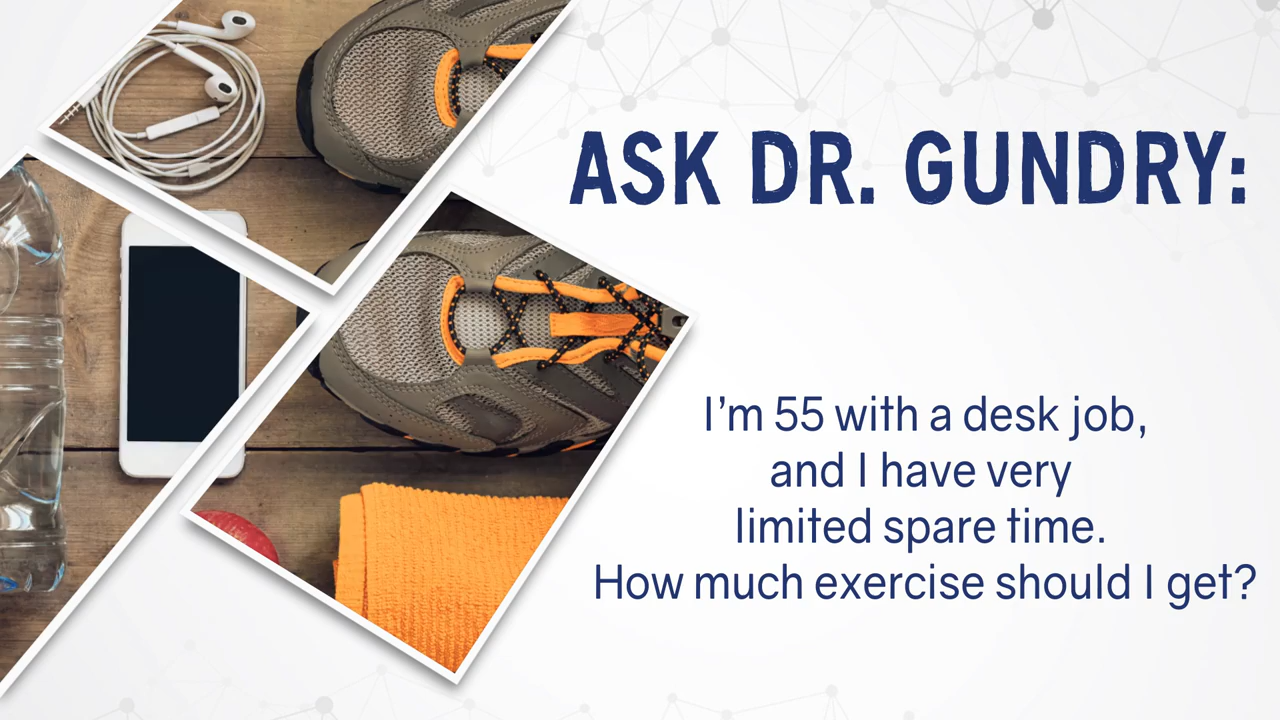 ASK DR. GUNDRY:
I'm 55 with a desk job,
and I have very
limited spare time.
How much exercise should I get?